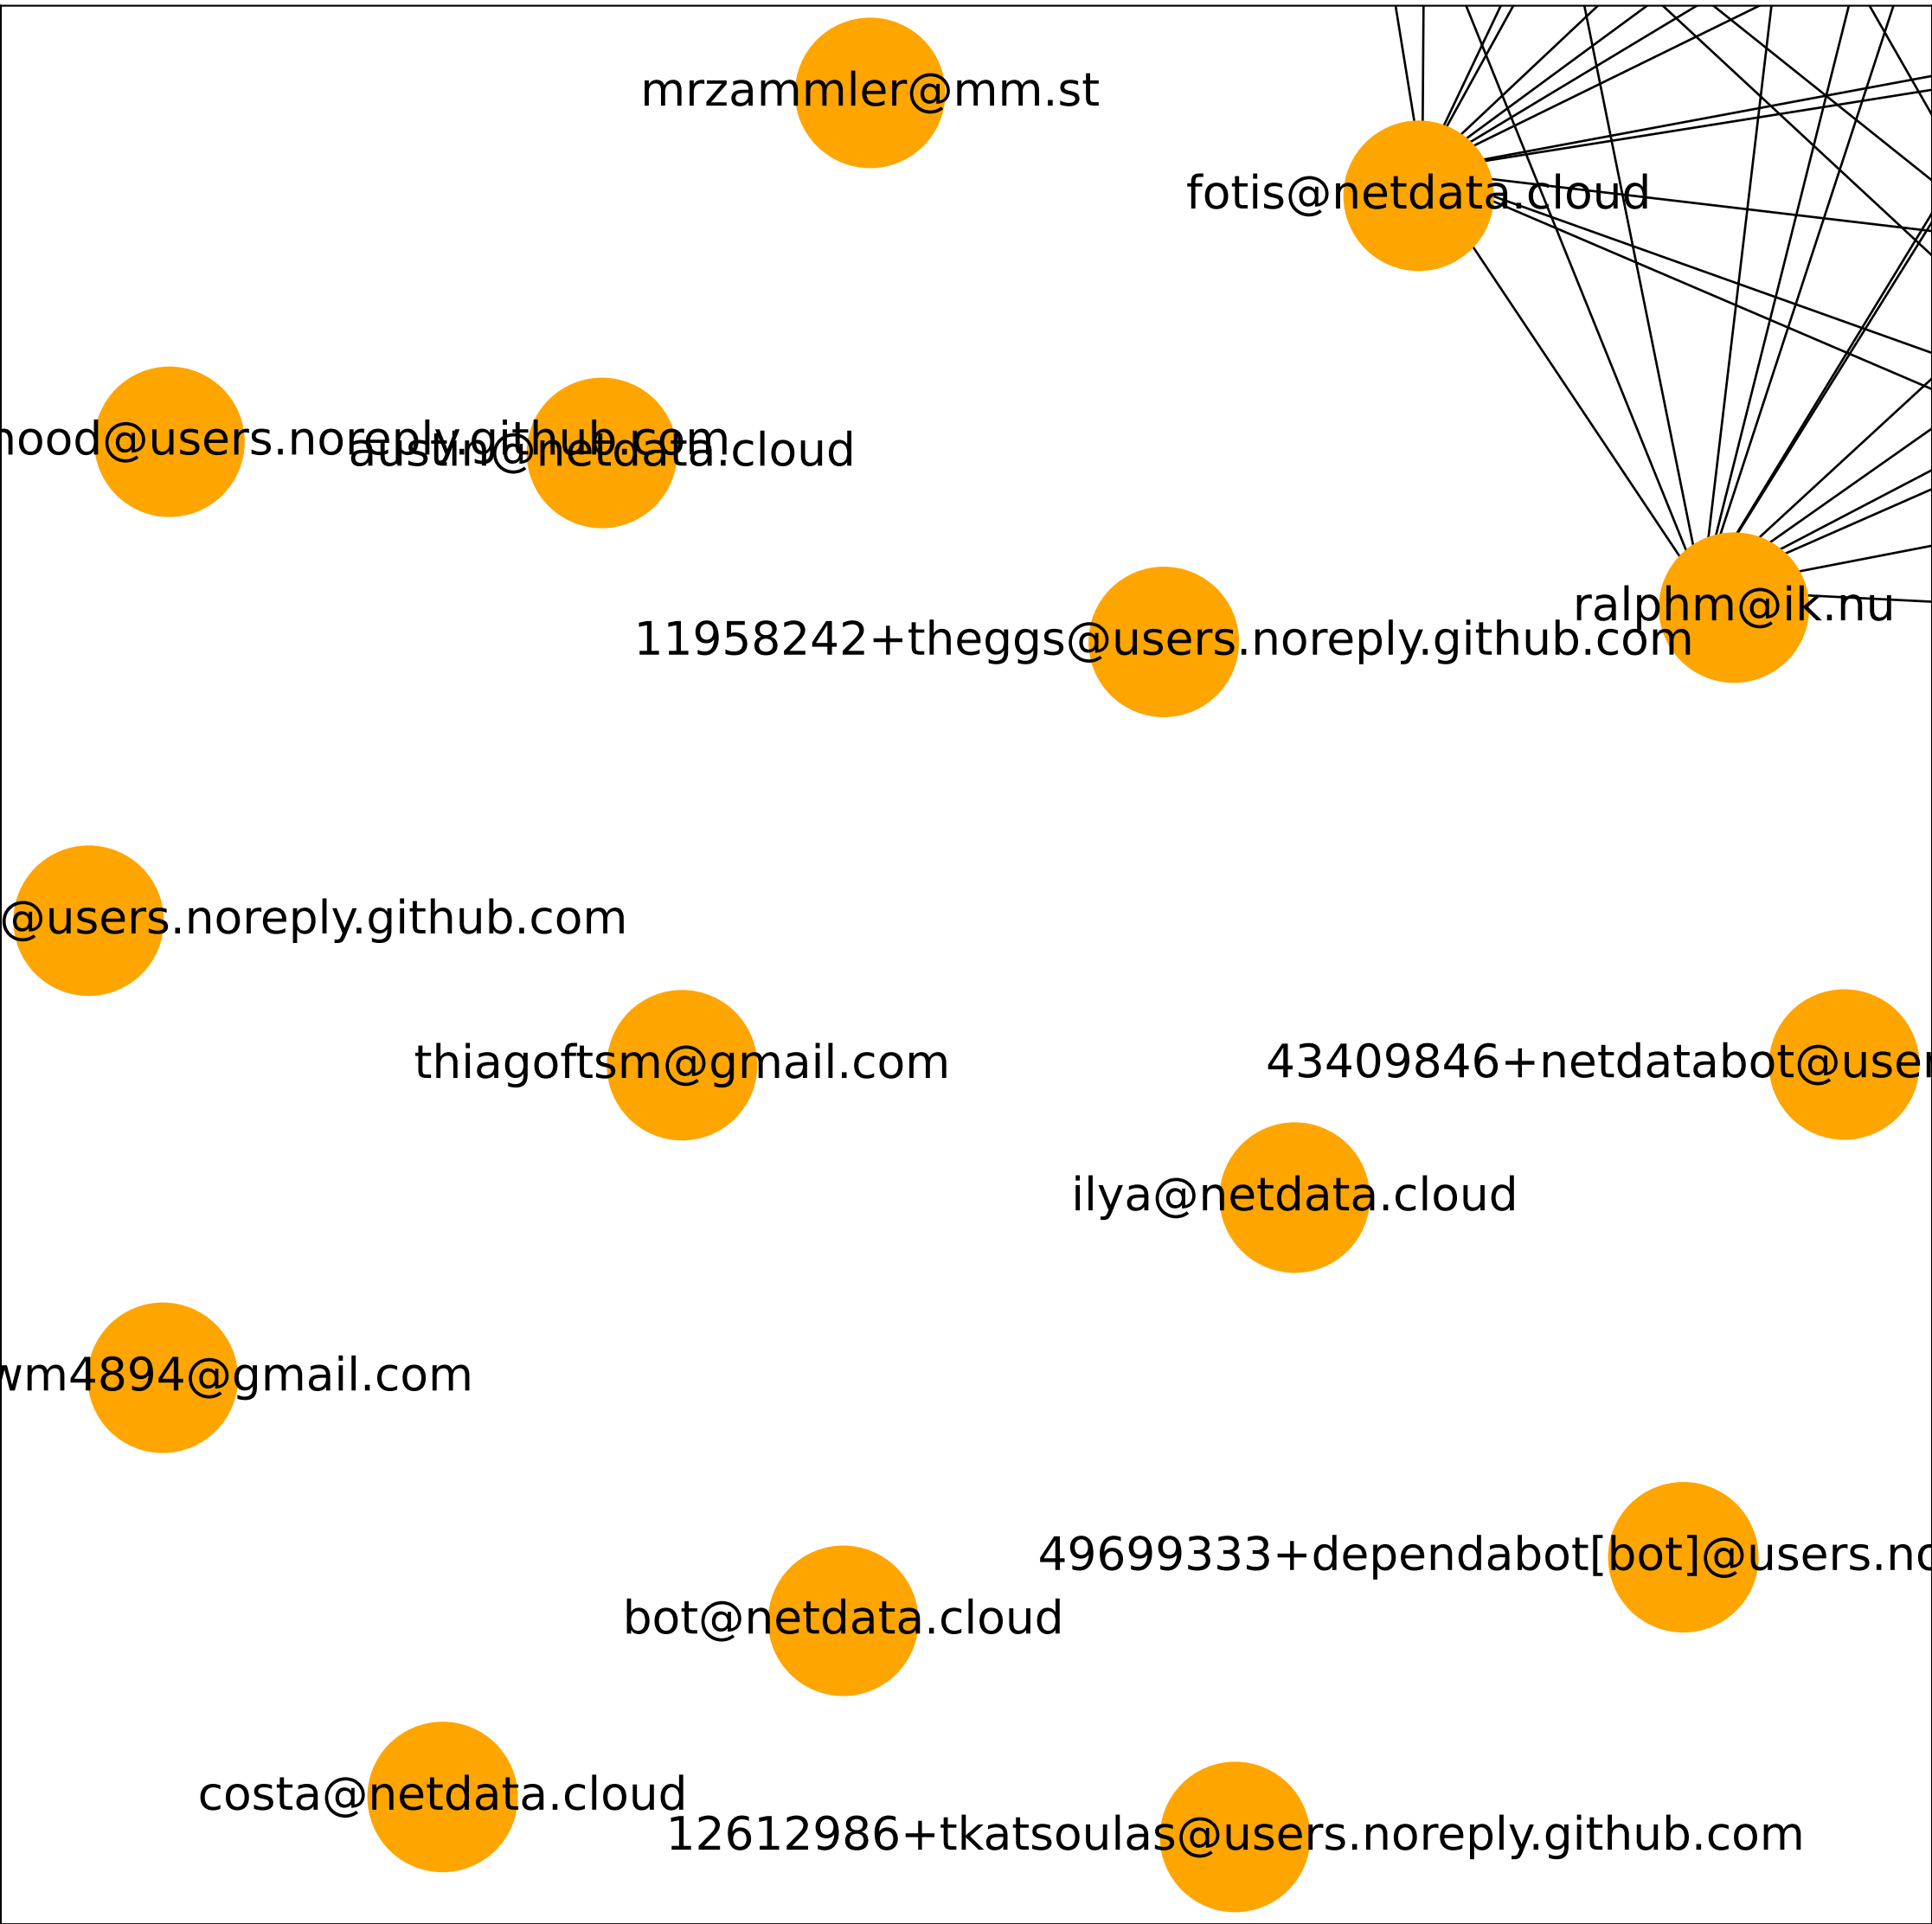 mrzammler@mm.st
fotis@netdata.cloud
hood@users.noreply.github.com
austin@netdata.cloud
ralphm@ik.nu
11958242+theggs@users.noreply.github.com
@users.noreply.github.com
thiagoftsm@gmail.com
43409846+netdatabot@user
ilya@netdata.cloud
wm4894@gmail.com
49699333+dependabot[bot]@users.no
bot@netdata.cloud
costa@netdata.cloud
12612986+tkatsoulas@users.noreply.github.com